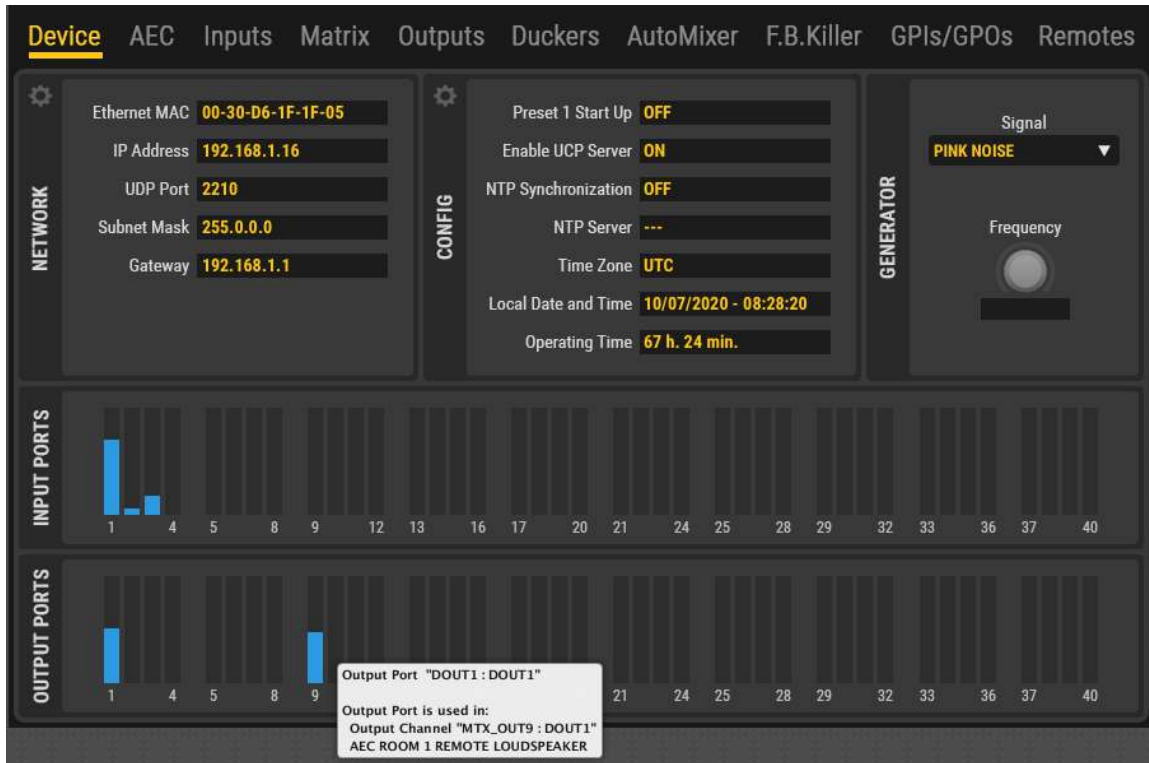 Device AEC Inputs Matrix Outputs Duckers AutoMixer F.B.Killer GPIs/GPOs Remotes
NETWORK
Ethernet MAC 00-30-D6-1F-1F-05
IP Address 192.168.1.16
UDP Port 2210
Subnet Mask 255.0.0.0
Gateway 192.168.1.1
CONFIG
Preset 1 Start Up OFF
Enable UCP Server ON
NTP Synchronization OFF
NTP Server ---
Time Zone UTC
Local Date and Time 10/07/2020 - 08:28:20
Operating Time 67 h. 24 min.
GENERATOR
Signal
PINK NOISE
Frequency
INPUT PORTS
1 4 5 8 9 12 13 16 17 20 21 24 25 28 29 32 33 36 37 40
OUTPUT PORTS
1 4 5 8 9 21 24 25 28 29 32 33 36 37 40
Output Port "DOUT1 : DOUT1"
Output Port is used in:
Output Channel "MTX_OUT9 : DOUT1"
AEC ROOM 1 REMOTE LOUDSPEAKER